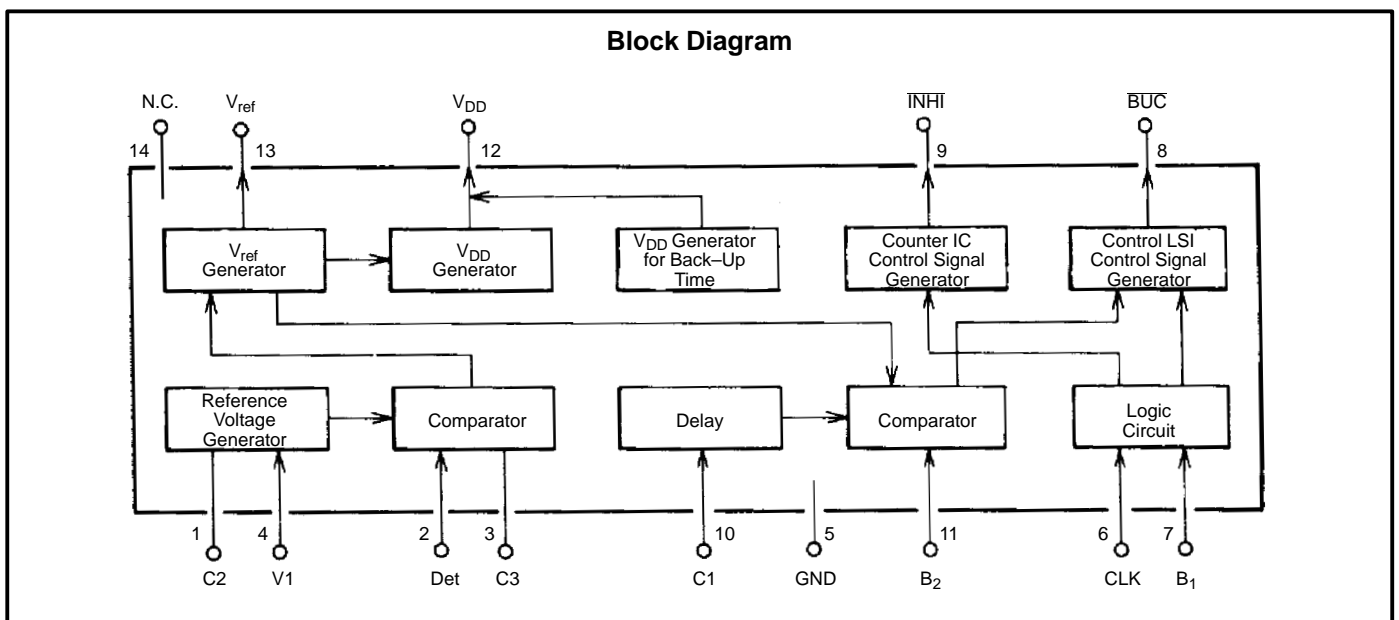 Block Diagram
N.C.
V_ref
V_DD
INHI
BUC
14
13
12
9
8
V_ref
Generator
V_DD
Generator
V_DD Generator
for Back–Up
Time
Counter IC
Control Signal
Generator
Control LSI
Control Signal
Generator
Reference
Voltage
Generator
Comparator
Delay
Comparator
Logic
Circuit
1
4
2
3
10
5
11
6
7
C2
V1
Det
C3
C1
GND
B2
CLK
B1